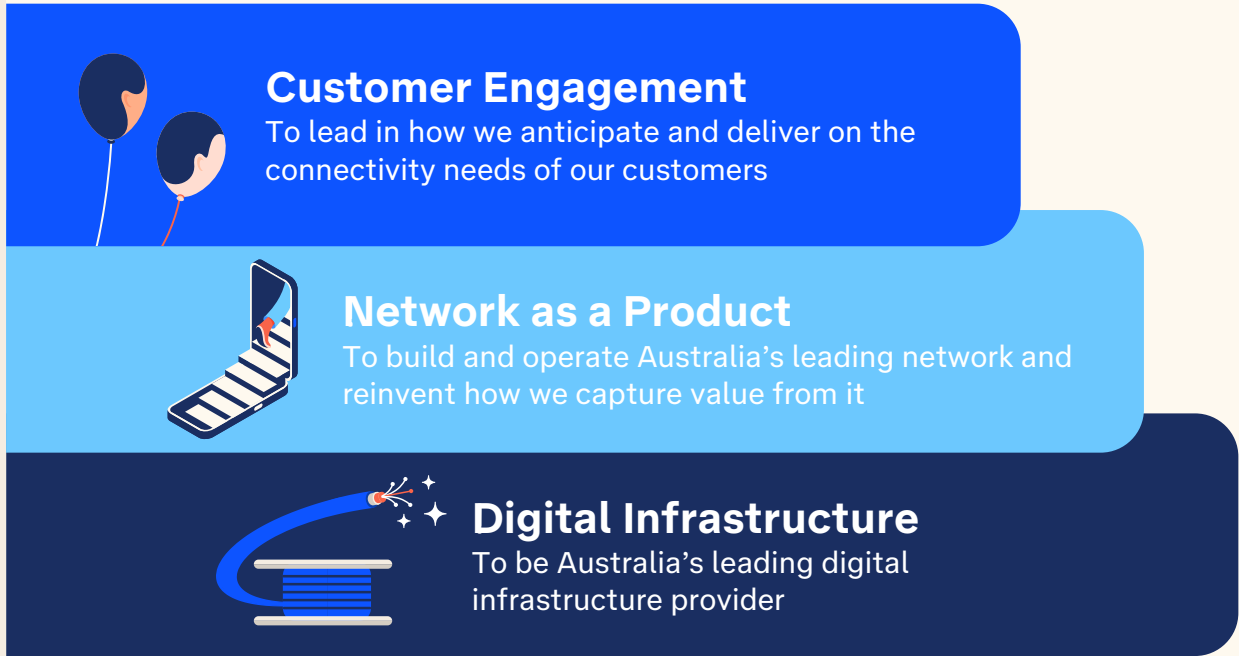 Customer Engagement
To lead in how we anticipate and deliver on the
connectivity needs of our customers
Network as a Product
To build and operate Australia’s leading network and
reinvent how we capture value from it
Digital Infrastructure
To be Australia’s leading digital
infrastructure provider